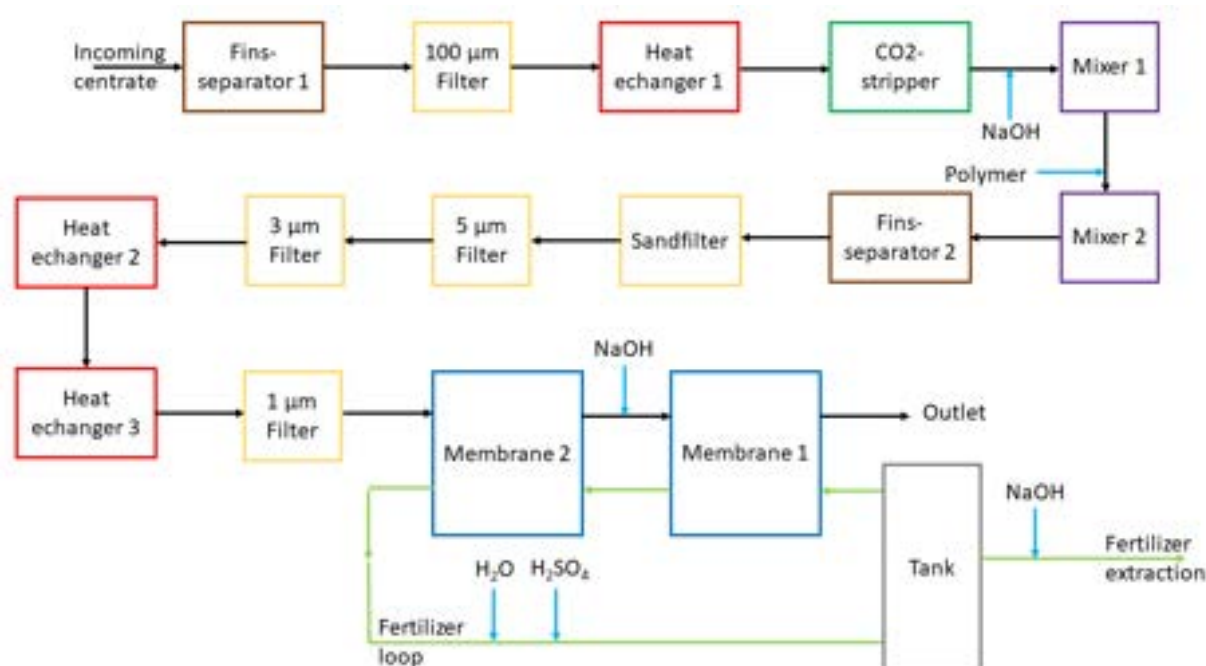 Incoming
centrate
Fins-
separator 1
100 µm
Filter
Heat
echanger 1
CO2-
stripper
NaOH
Mixer 1
Polymer
Heat
echanger 2
3 µm
Filter
5 µm
Filter
Sandfilter
Fins-
separator 2
Mixer 2
Heat
echanger 3
1 µm
Filter
Membrane 2
NaOH
Membrane 1
Outlet
Tank
NaOH
Fertilizer
extraction
H₂O
H₂SO₄
Fertilizer
loop